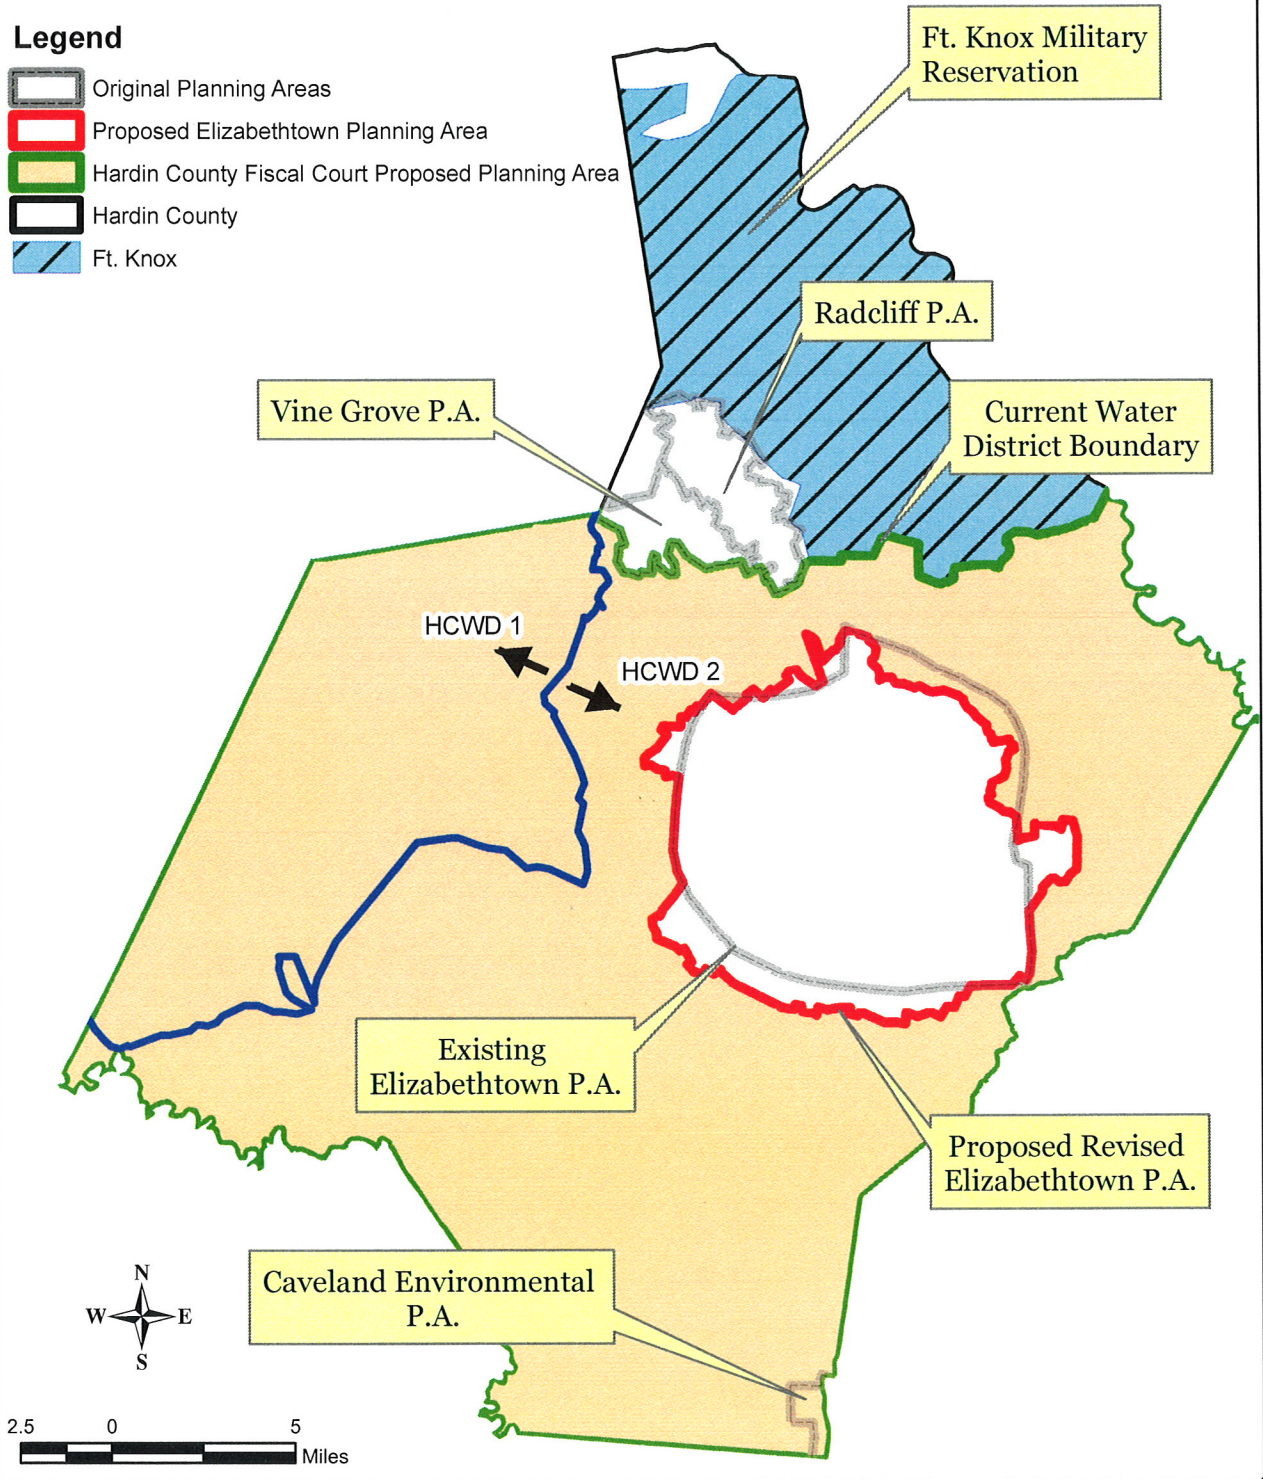 Legend
Original Planning Areas
Proposed Elizabethtown Planning Area
Hardin County Fiscal Court Proposed Planning Area
Hardin County
Ft. Knox
Ft. Knox Military
Reservation
Radcliff P.A.
Vine Grove P.A.
Current Water
District Boundary
HCWD 1
HCWD 2
Existing
Elizabethtown P.A.
Proposed Revised
Elizabethtown P.A.
Caveland Environmental
P.A.
N
W E
S
2.5 0 5
Miles